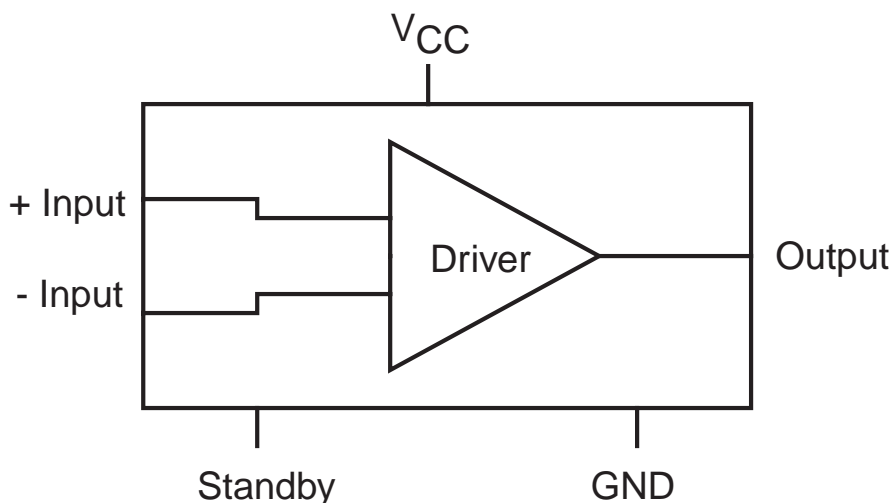 VCC
+ Input
- Input
Driver
Output
Standby
GND